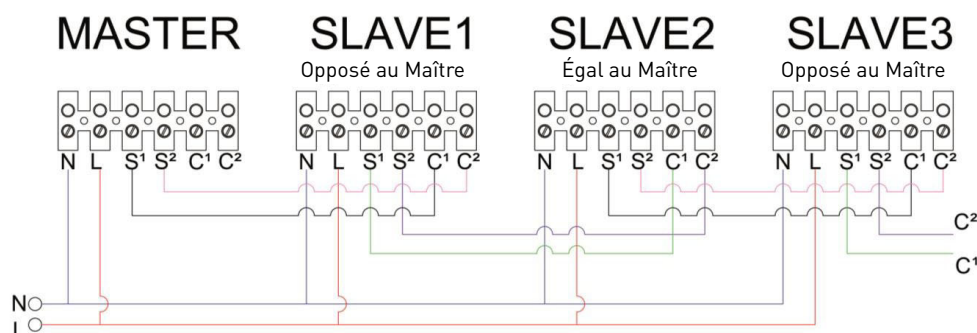 MASTER SLAVE1 SLAVE2 SLAVE3
Opposé au Maître Égal au Maître Opposé au Maître
N L S¹ S² C¹ C² N L S¹ S² C¹ C² N L S¹ S² C¹ C² N L S¹ S² C¹ C²
C²
C¹
N
L